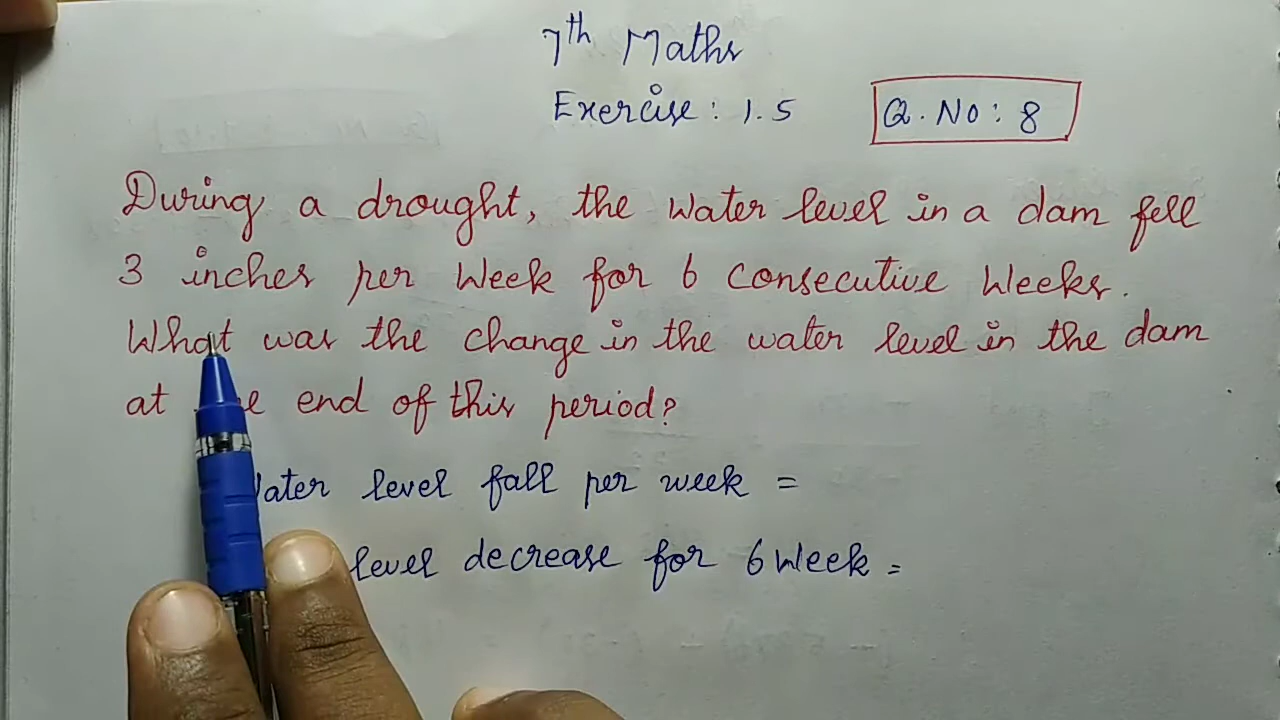 7th Maths
Exercise: 1.5
Q. No: 8
During a drought, the water level in a dam fell
3 inches per week for 6 consecutive weeks.
What was the change in the water level in the dam
at end of this period?
level fall per week =
level decrease for 6 week =